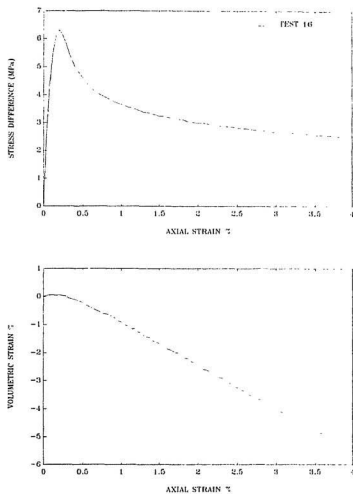 7
TEST 16
6
5
4
3
2
1
0
STRESS DIFFERENCE (MPa)
0 0.5 1 1.5 2 2.5 3 3.5 4
AXIAL STRAIN %
1
0
-1
-2
-3
-4
-5
-6
VOLUMETRIC STRAIN %
0 0.5 1 1.5 2 2.5 3 3.5 4
AXIAL STRAIN %